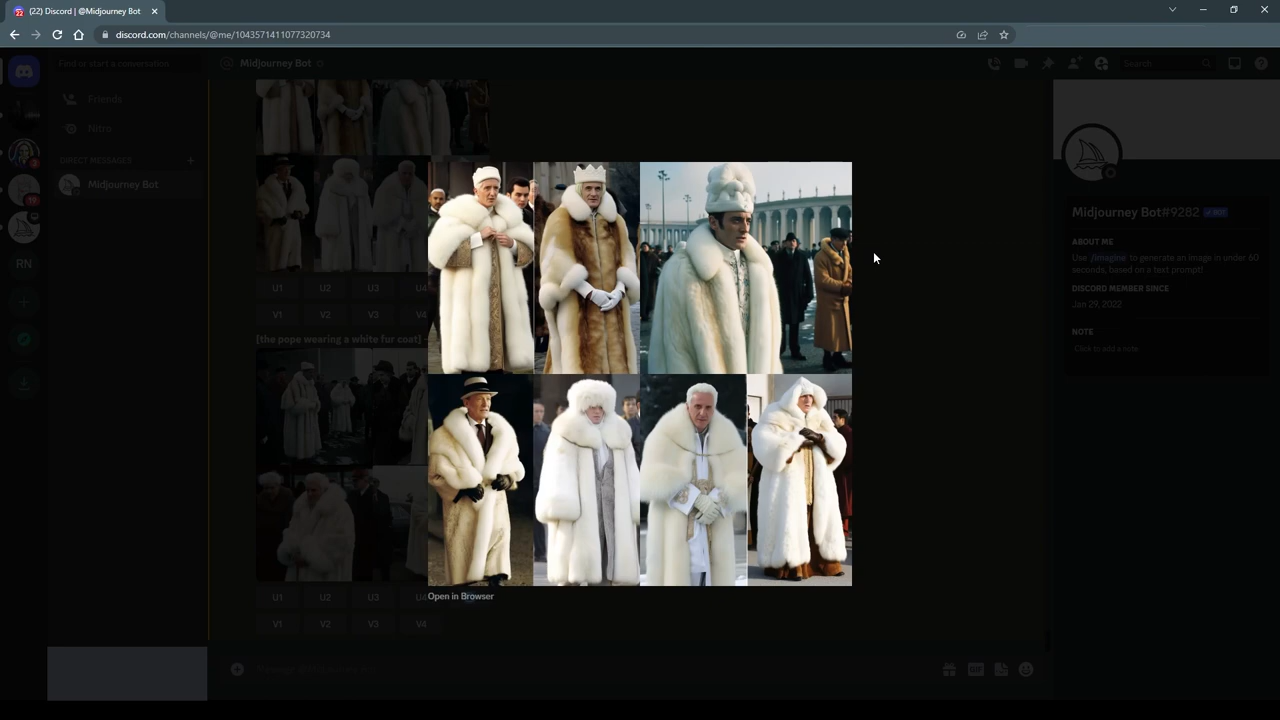 (22) Discord | @Midjourney Bot
discord.com/channels/@me/1043571411077320734
Find us or start a conversation
Midjourney Bot
Search
Friends
Nitro
DIRECT MESSAGES
Midjourney Bot
RN
U1 U2 U3 U4
V1 V2 V3 V4
[the pope wearing a white fur coat] -
U1 U2 U3 U4
V1 V2 V3 V4
Open in Browser
GIF
Midjourney Bot#9282 ✓ BOT
ABOUT ME
Use /imagine to generate an image in under 60
seconds, based on a text prompt!
DISCORD MEMBER SINCE
Jan 29, 2022
NOTE
Click to add a note